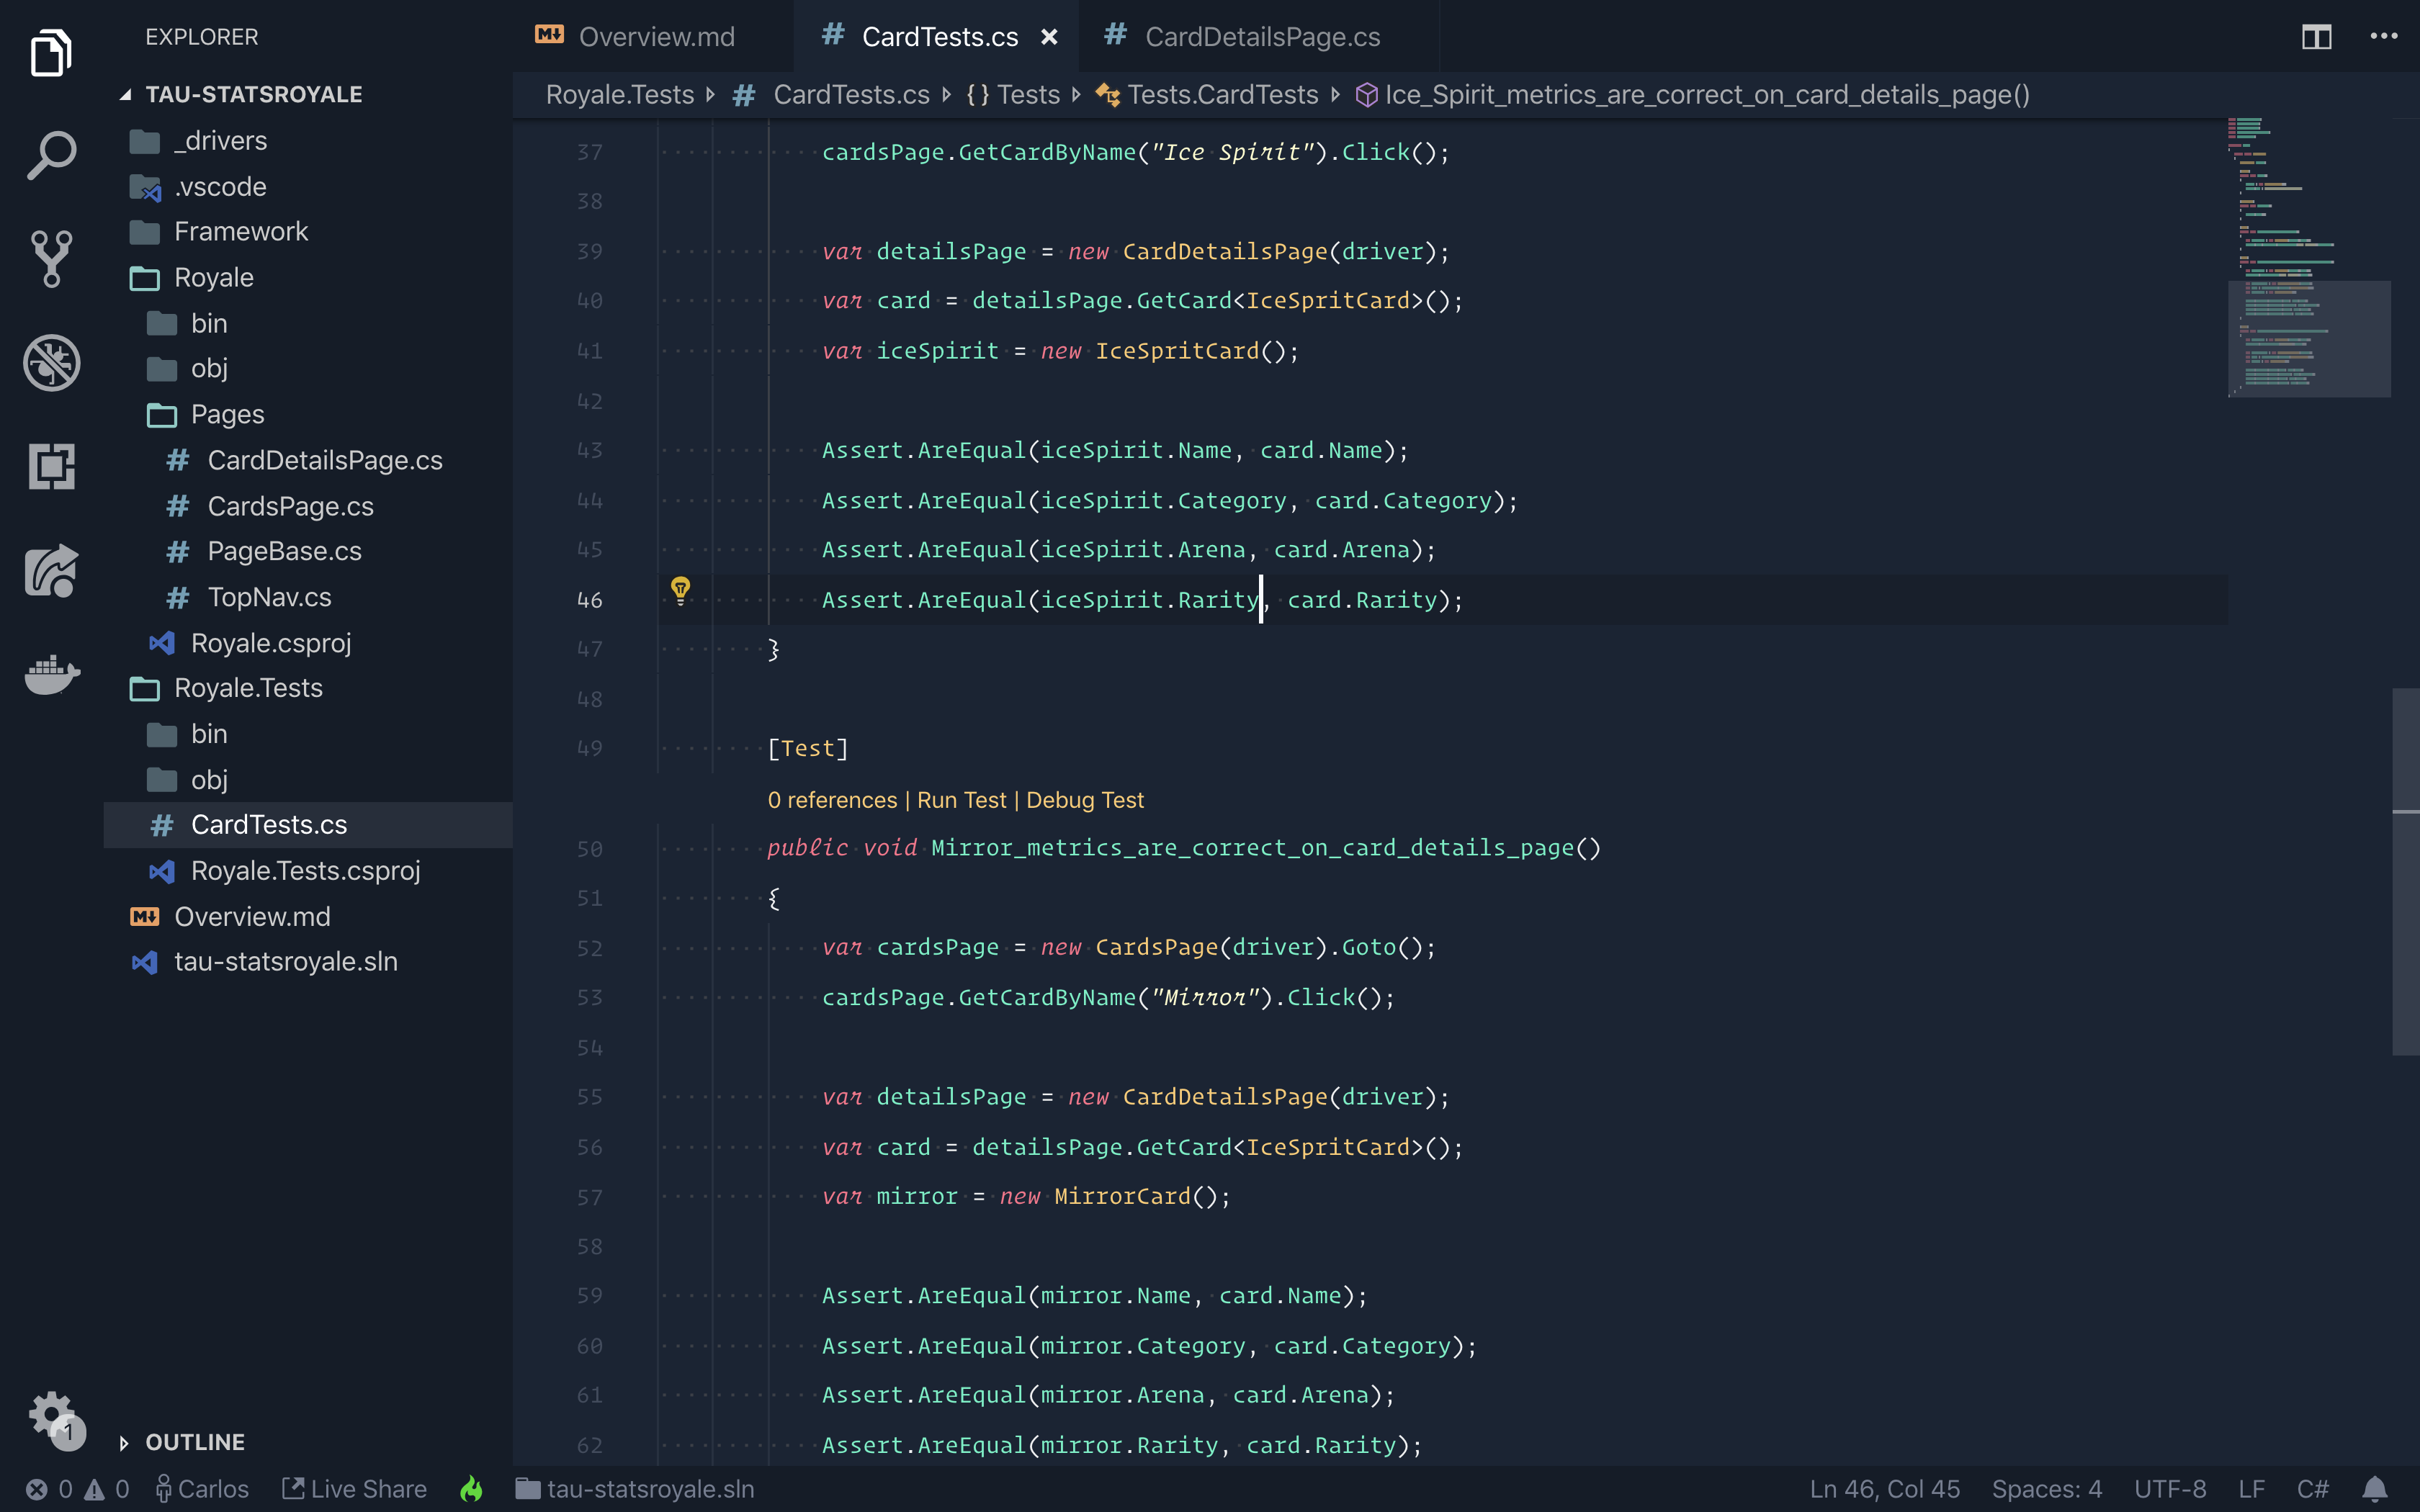 EXPLORER
TAU-STATSROYALE
_drivers
.vscode
Framework
Royale
bin
obj
Pages
# CardDetailsPage.cs
# CardsPage.cs
# PageBase.cs
# TopNav.cs
Royale.csproj
Royale.Tests
bin
obj
# CardTests.cs
Royale.Tests.csproj
Overview.md
tau-statsroyale.sln
1
OUTLINE
Overview.md # CardTests.cs # CardDetailsPage.cs
Royale.Tests # CardTests.cs {} Tests Tests.CardTests Ice_Spirit_metrics_are_correct_on_card_details_page()
37 cardsPage.GetCardByName("Ice Spirit").Click();
38
39 var detailsPage = new CardDetailsPage(driver);
40 var card = detailsPage.GetCard<IceSpritCard>();
41 var iceSpirit = new IceSpritCard();
42
43 Assert.AreEqual(iceSpirit.Name, card.Name);
44 Assert.AreEqual(iceSpirit.Category, card.Category);
45 Assert.AreEqual(iceSpirit.Arena, card.Arena);
46 Assert.AreEqual(iceSpirit.Rarity, card.Rarity);
47 }
48
49 [Test]
0 references | Run Test | Debug Test
50 public void Mirror_metrics_are_correct_on_card_details_page()
51 {
52 var cardsPage = new CardsPage(driver).Goto();
53 cardsPage.GetCardByName("Mirror").Click();
54
55 var detailsPage = new CardDetailsPage(driver);
56 var card = detailsPage.GetCard<IceSpritCard>();
57 var mirror = new MirrorCard();
58
59 Assert.AreEqual(mirror.Name, card.Name);
60 Assert.AreEqual(mirror.Category, card.Category);
61 Assert.AreEqual(mirror.Arena, card.Arena);
62 Assert.AreEqual(mirror.Rarity, card.Rarity);
0 0 Carlos Live Share tau-statsroyale.sln Ln 46, Col 45 Spaces: 4 UTF-8 LF C#